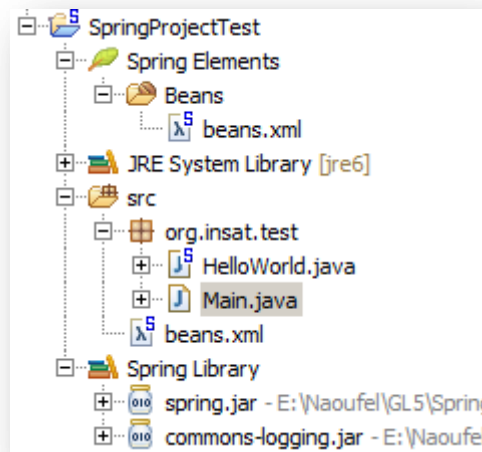 SpringProjectTest
Spring Elements
Beans
beans.xml
JRE System Library [jre6]
src
org.insat.test
HelloWorld.java
Main.java
beans.xml
Spring Library
spring.jar - E:\Naoufel\GL5\Spring
commons-logging.jar - E:\Naoufel